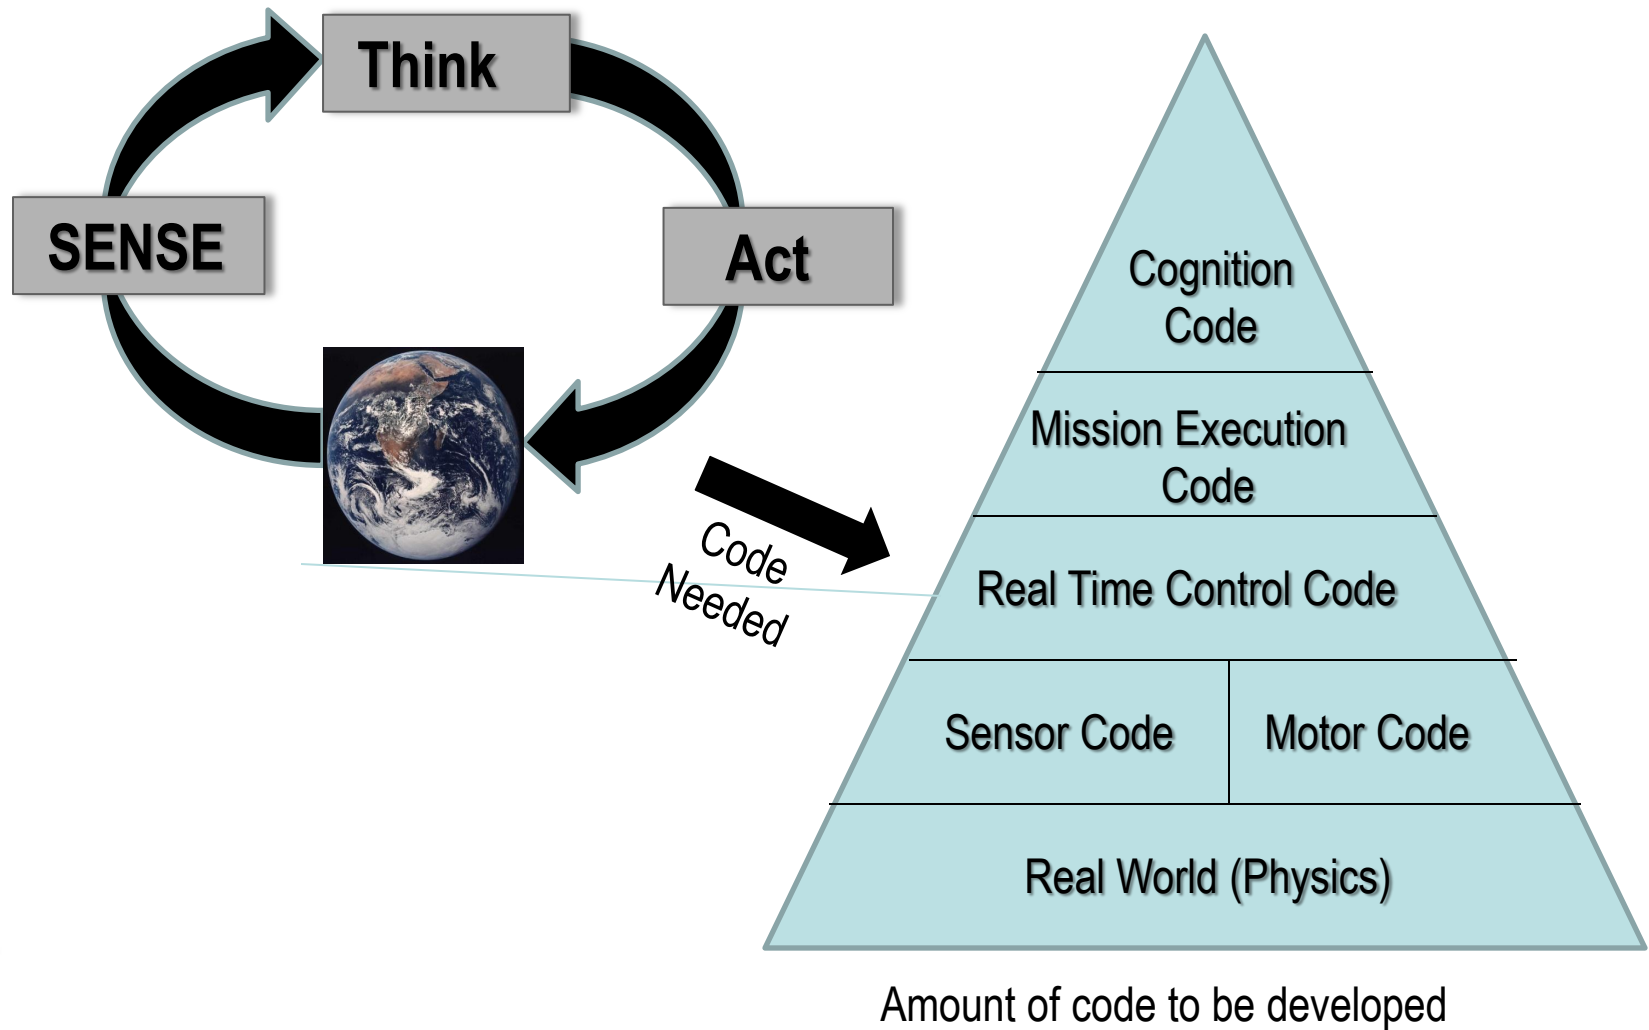 Think
SENSE
Act
Code
Needed
Cognition
Code
Mission Execution
Code
Real Time Control Code
Sensor Code
Motor Code
Real World (Physics)
Amount of code to be developed